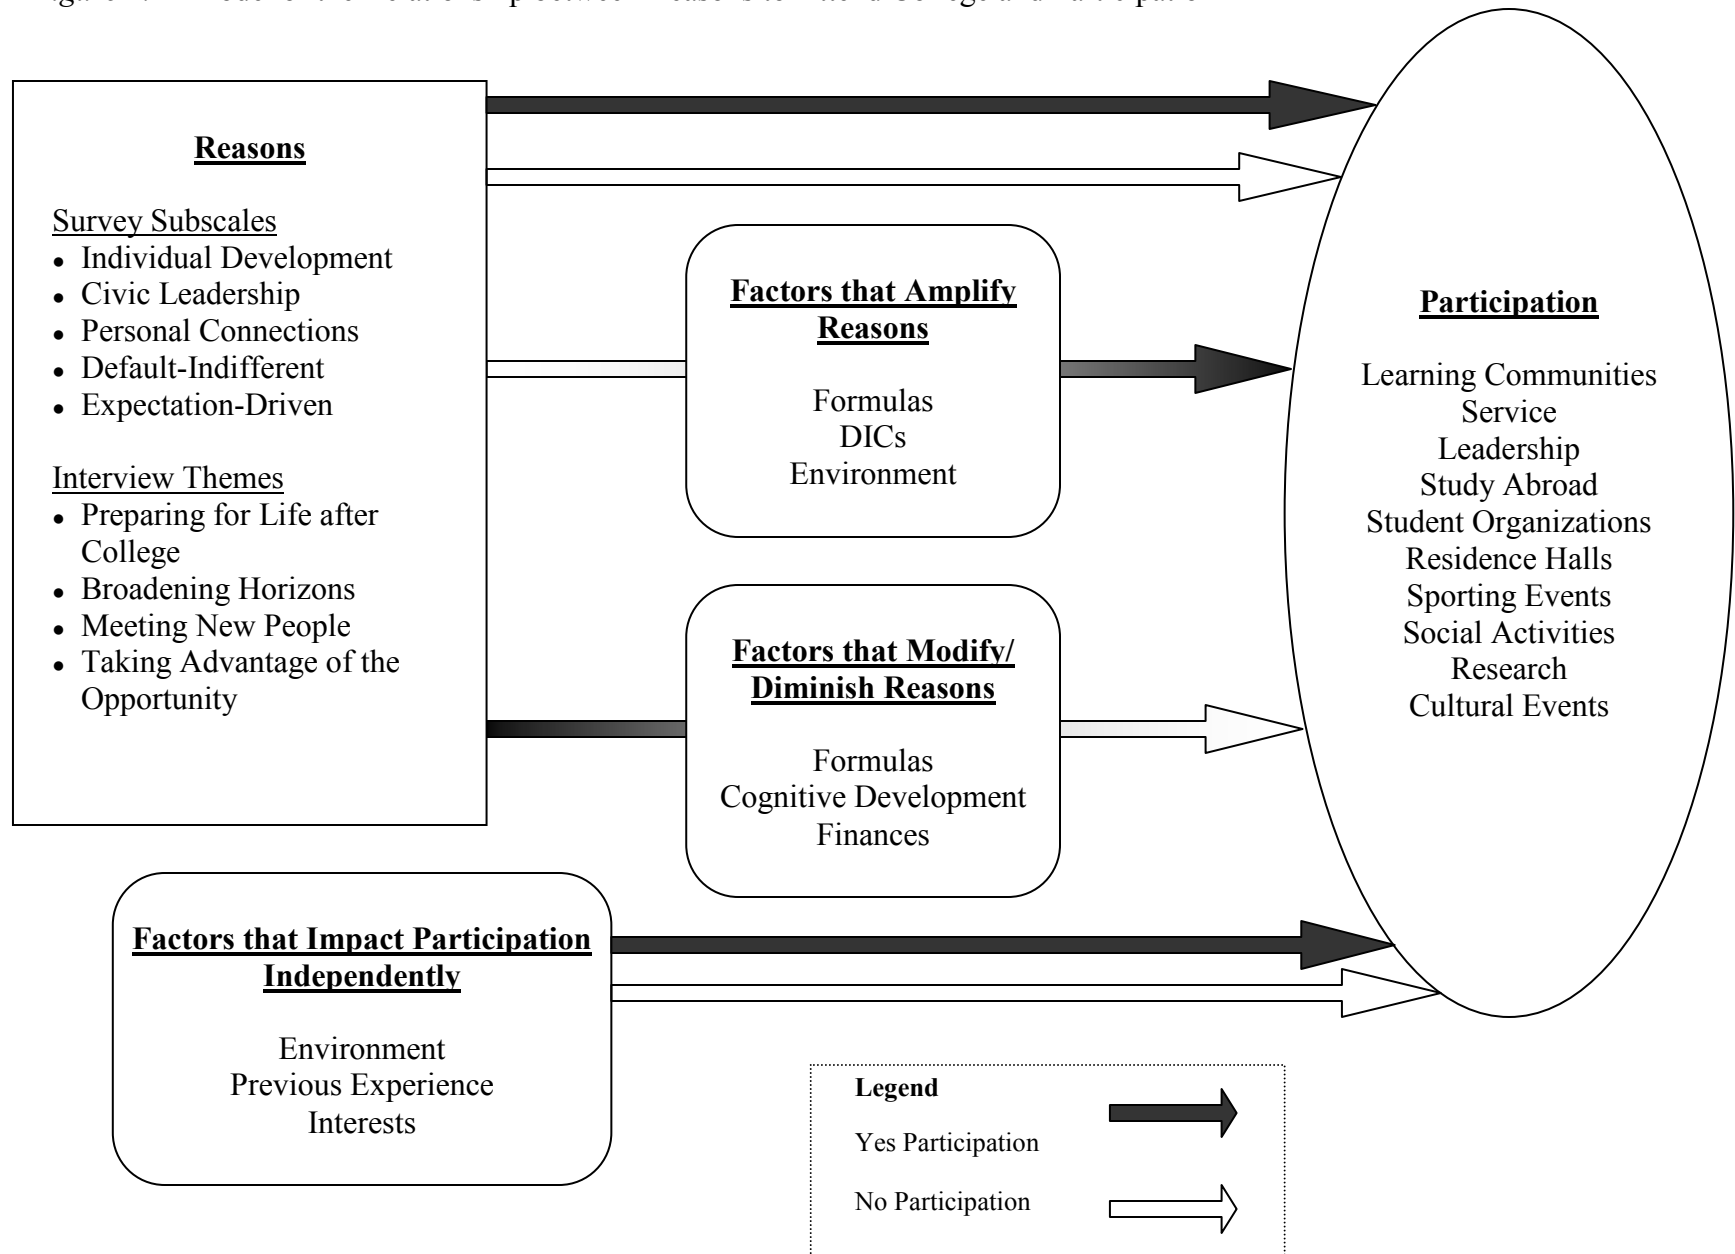 Reasons
Survey Subscales
• Individual Development
• Civic Leadership
• Personal Connections
• Default-Indifferent
• Expectation-Driven
Interview Themes
• Preparing for Life after
College
• Broadening Horizons
• Meeting New People
• Taking Advantage of the
Opportunity
Factors that Amplify
Reasons
Formulas
DICs
Environment
Factors that Modify/
Diminish Reasons
Formulas
Cognitive Development
Finances
Factors that Impact Participation
Independently
Environment
Previous Experience
Interests
Participation
Learning Communities
Service
Leadership
Study Abroad
Student Organizations
Residence Halls
Sporting Events
Social Activities
Research
Cultural Events
Legend
Yes Participation
No Participation